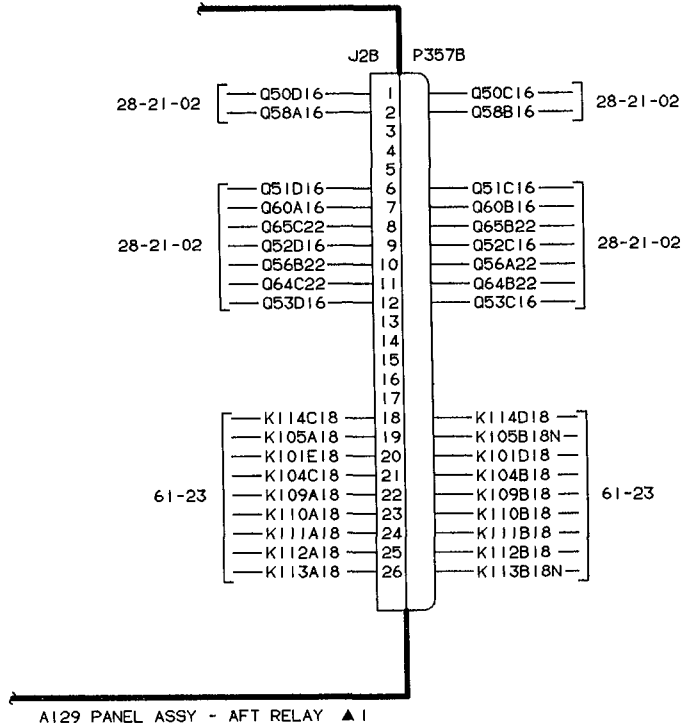 J2B P357B
Q50D16 1 Q50C16
28-21-02 28-21-02
Q58A16 2 Q58B16
3
4
5
Q51D16 6 Q51C16
Q60A16 7 Q60B16
Q65C22 8 Q65B22
28-21-02 Q52D16 9 Q52C16 28-21-02
Q56B22 10 Q56A22
Q64C22 11 Q64B22
Q53D16 12 Q53C16
13
14
15
16
17
K114C18 18 K114D18
K105A18 19 K105B18N
K101E18 20 K101D18
K104C18 21 K104B18
61-23 K109A18 22 K109B18 61-23
K110A18 23 K110B18
K111A18 24 K111B18
K112A18 25 K112B18
K113A18 26 K113B18N
A129 PANEL ASSY - AFT RELAY ▲1